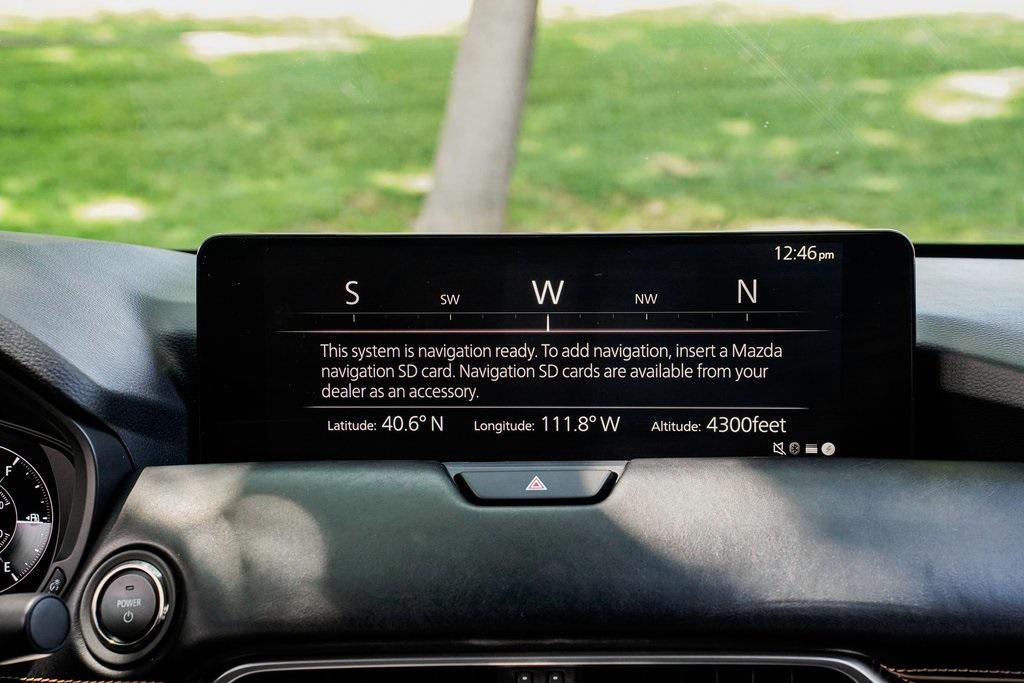 12:46pm
S SW W NW N
This system is navigation ready. To add navigation, insert a Mazda
navigation SD card. Navigation SD cards are available from your
dealer as an accessory.
Latitude: 40.6° N Longitude: 111.8° W Altitude: 4300feet
F
E
POWER